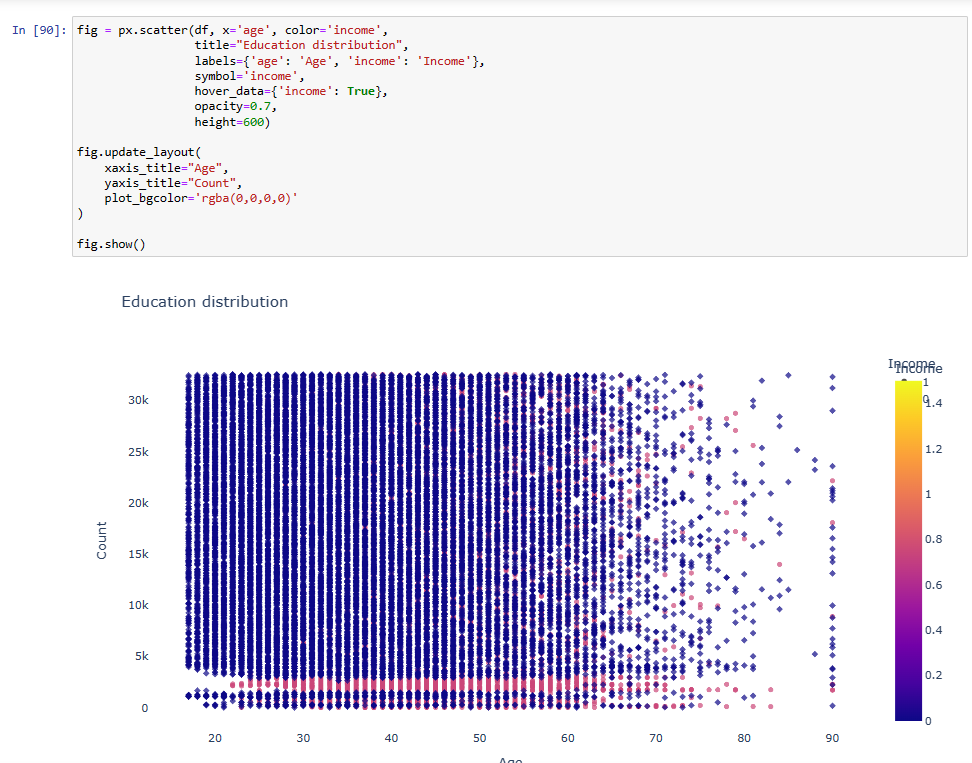 In [90]: fig = px.scatter(df, x='age', color='income',
title="Education distribution",
labels={'age': 'Age', 'income': 'Income'},
symbol='income',
hover_data={'income': True},
opacity=0.7,
height=600)
fig.update_layout(
xaxis_title="Age",
yaxis_title="Count",
plot_bgcolor='rgba(0,0,0,0)'
)
fig.show()
Education distribution
Income
Income
1
0
1.4
1.2
1
0.8
0.6
0.4
0.2
0
Count
30k
25k
20k
15k
10k
5k
0
20 30 40 50 60 70 80 90
Age